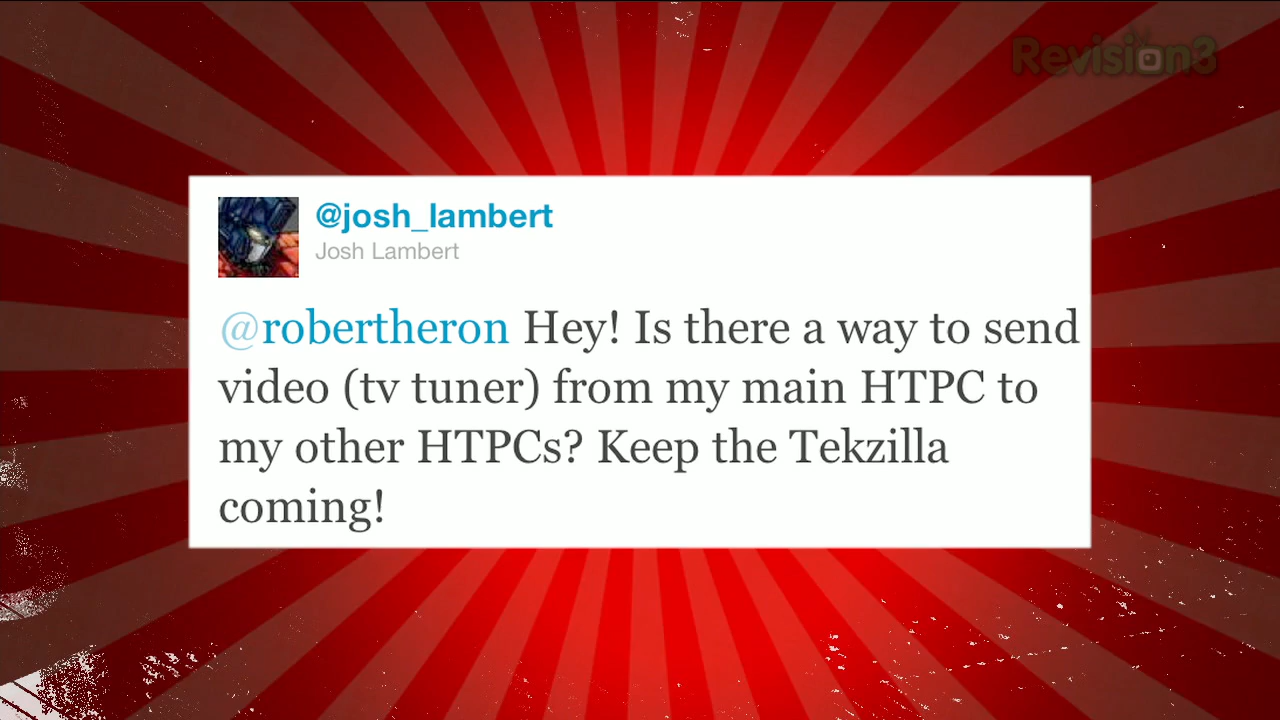 Revision3
@josh_lambert
Josh Lambert
@robertheron Hey! Is there a way to send
video (tv tuner) from my main HTPC to
my other HTPCs? Keep the Tekzilla
coming!